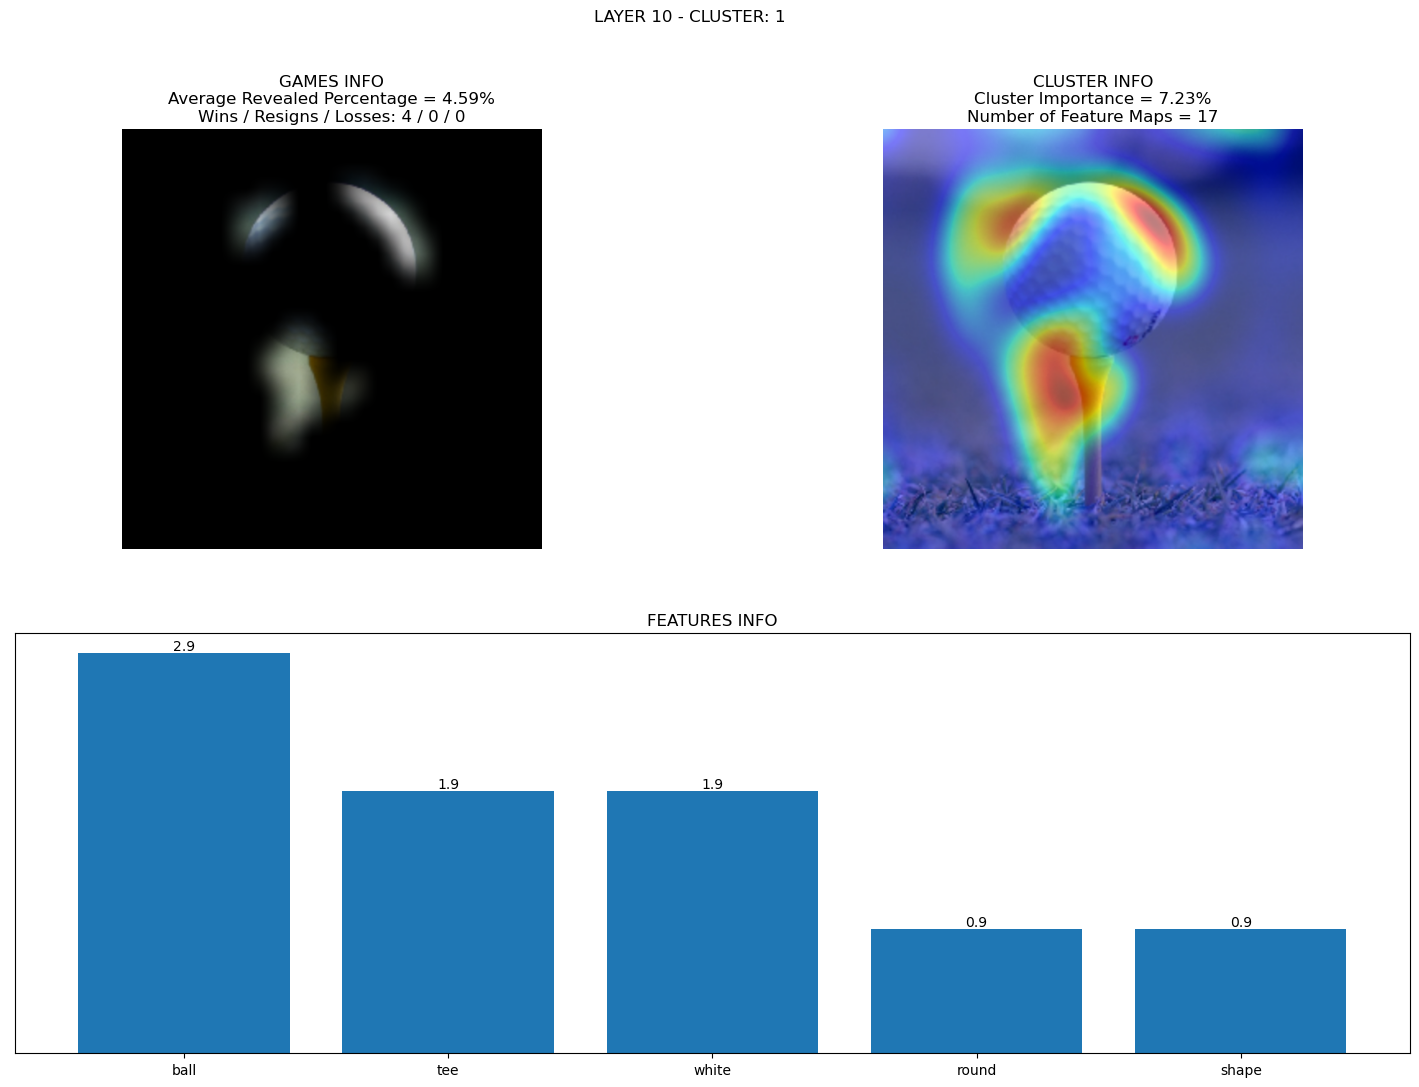 LAYER 10 - CLUSTER: 1
GAMES INFO
Average Revealed Percentage = 4.59%
Wins / Resigns / Losses: 4 / 0 / 0
CLUSTER INFO
Cluster Importance = 7.23%
Number of Feature Maps = 17
FEATURES INFO
2.9
1.9
1.9
0.9
0.9
ball
tee
white
round
shape